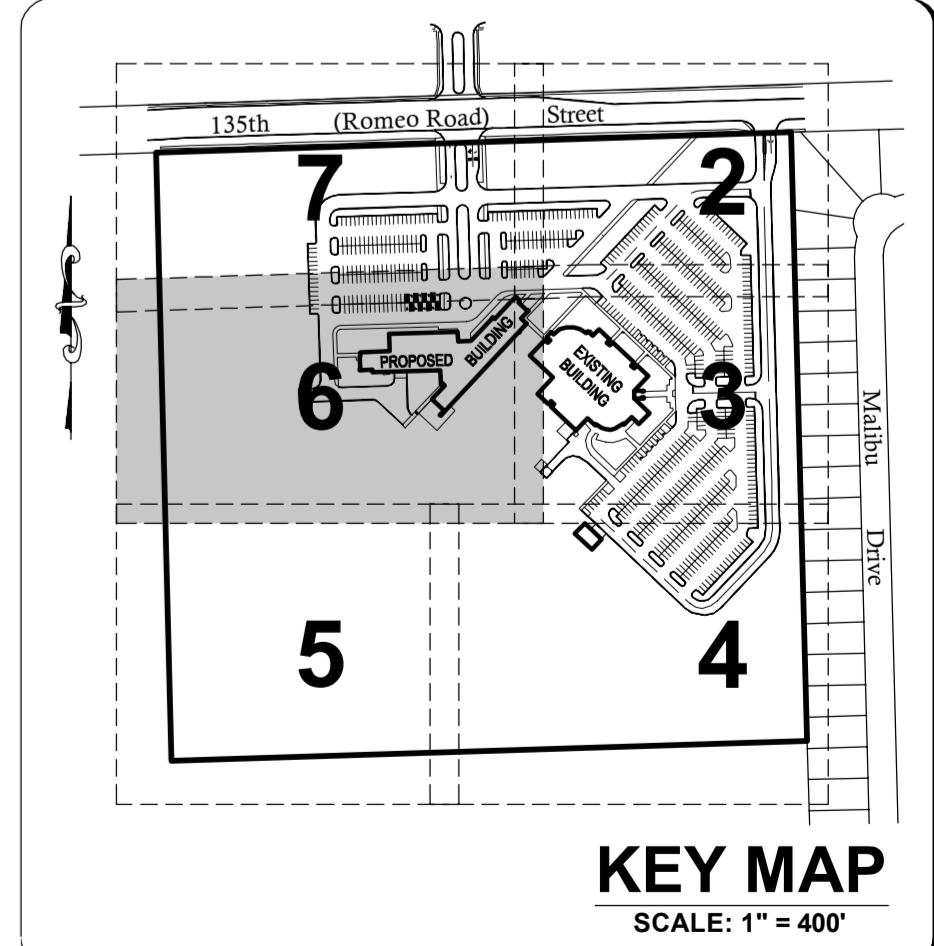 135th (Romeo Road) Street
7
2
PROPOSED BUILDING
EXISTING
BUILDING
6
3
Malibu Drive
5
4
KEY MAP
SCALE: 1" = 400'